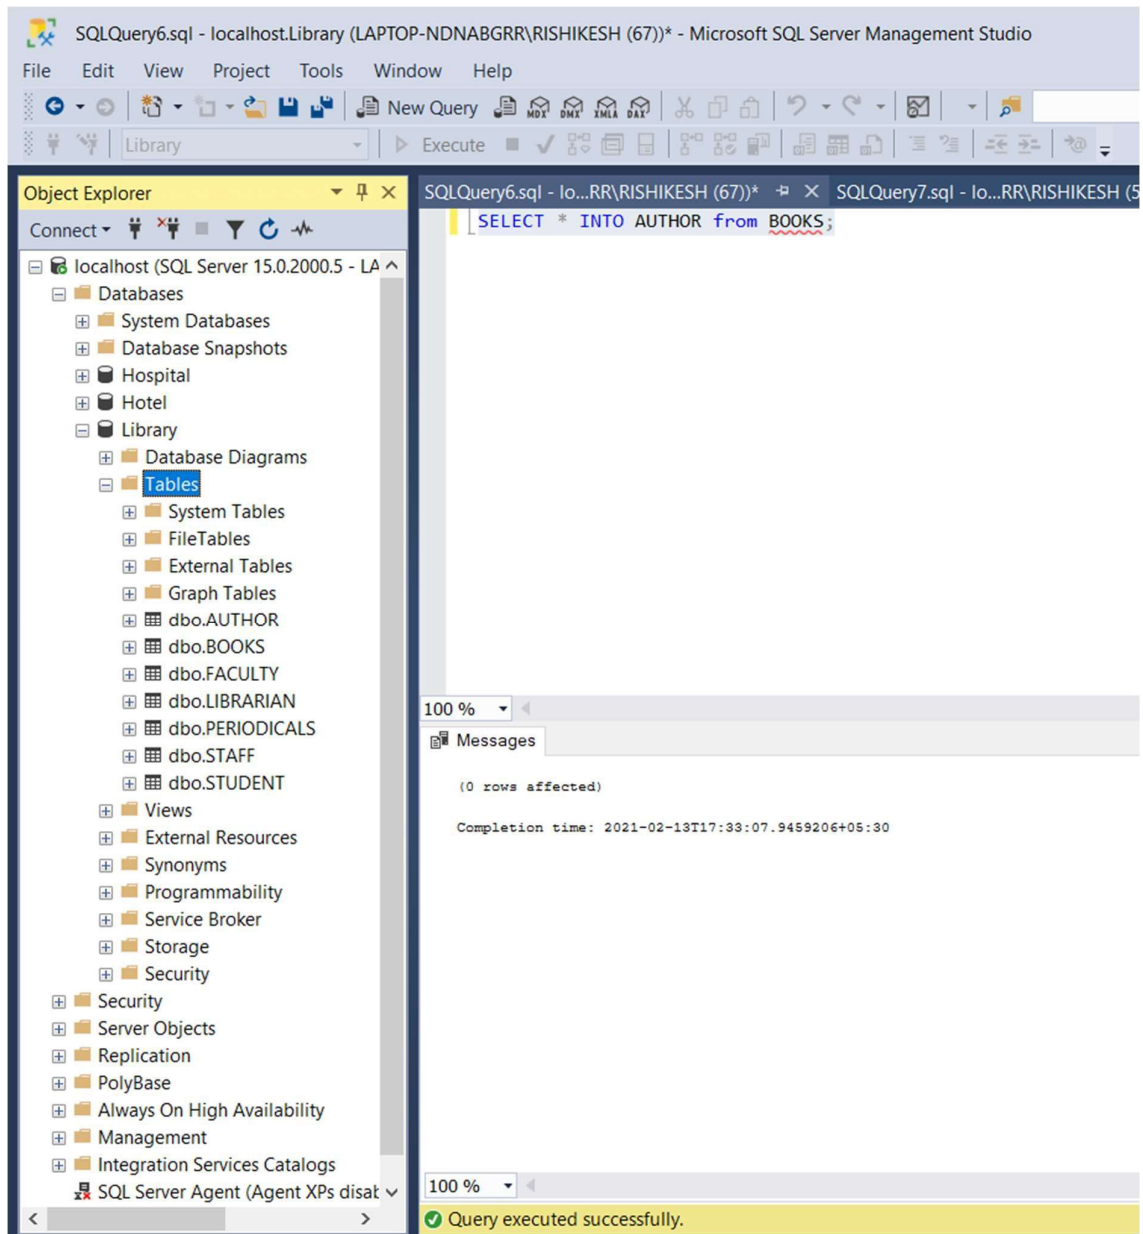 SQLQuery6.sql - localhost.Library (LAPTOP-NDNABGRR\RISHIKESH (67))* - Microsoft SQL Server Management Studio
File Edit View Project Tools Window Help
New Query MDX DMX XMLA DAX
Library Execute
Object Explorer
Connect
localhost (SQL Server 15.0.2000.5 - LA
Databases
System Databases
Database Snapshots
Hospital
Hotel
Library
Database Diagrams
Tables
System Tables
FileTables
External Tables
Graph Tables
dbo.AUTHOR
dbo.BOOKS
dbo.FACULTY
dbo.LIBRARIAN
dbo.PERIODICALS
dbo.STAFF
dbo.STUDENT
Views
External Resources
Synonyms
Programmability
Service Broker
Storage
Security
Security
Server Objects
Replication
PolyBase
Always On High Availability
Management
Integration Services Catalogs
SQL Server Agent (Agent XPs disab
SQLQuery6.sql - lo...RR\RISHIKESH (67))* SQLQuery7.sql - lo...RR\RISHIKESH (5
SELECT * INTO AUTHOR from BOOKS;
100 %
Messages
(0 rows affected)
Completion time: 2021-02-13T17:33:07.9459206+05:30
100 %
Query executed successfully.